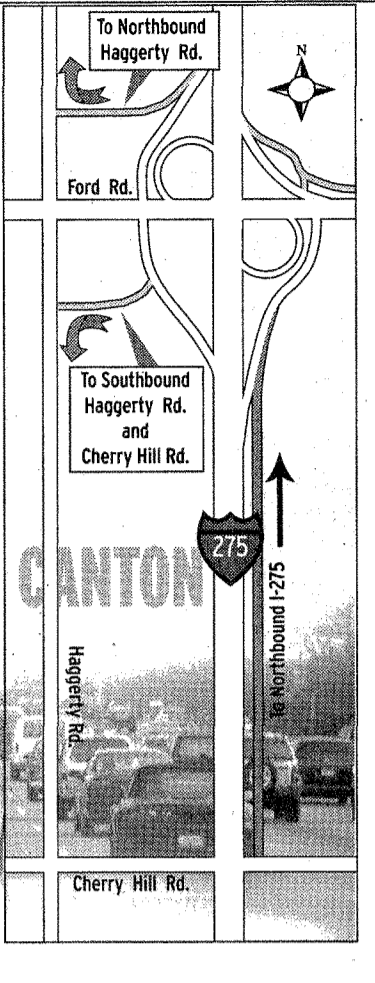 To Northbound
Haggerty Rd.
N
Ford Rd.
To Southbound
Haggerty Rd.
and
Cherry Hill Rd.
275
CANTON
To Northbound I-275
Haggerty Rd.
Cherry Hill Rd.